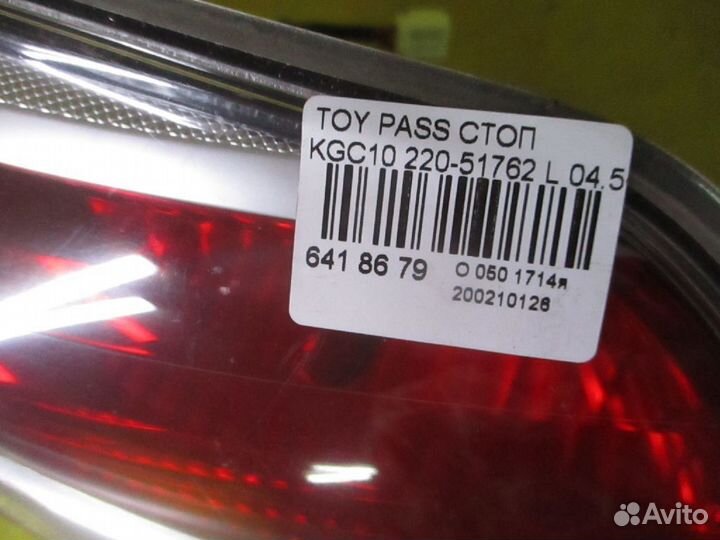 TOY PASS СТОП
KGC10 220-51762 L 04.5
641 86 79
О 050 1714я
200210126
Avito